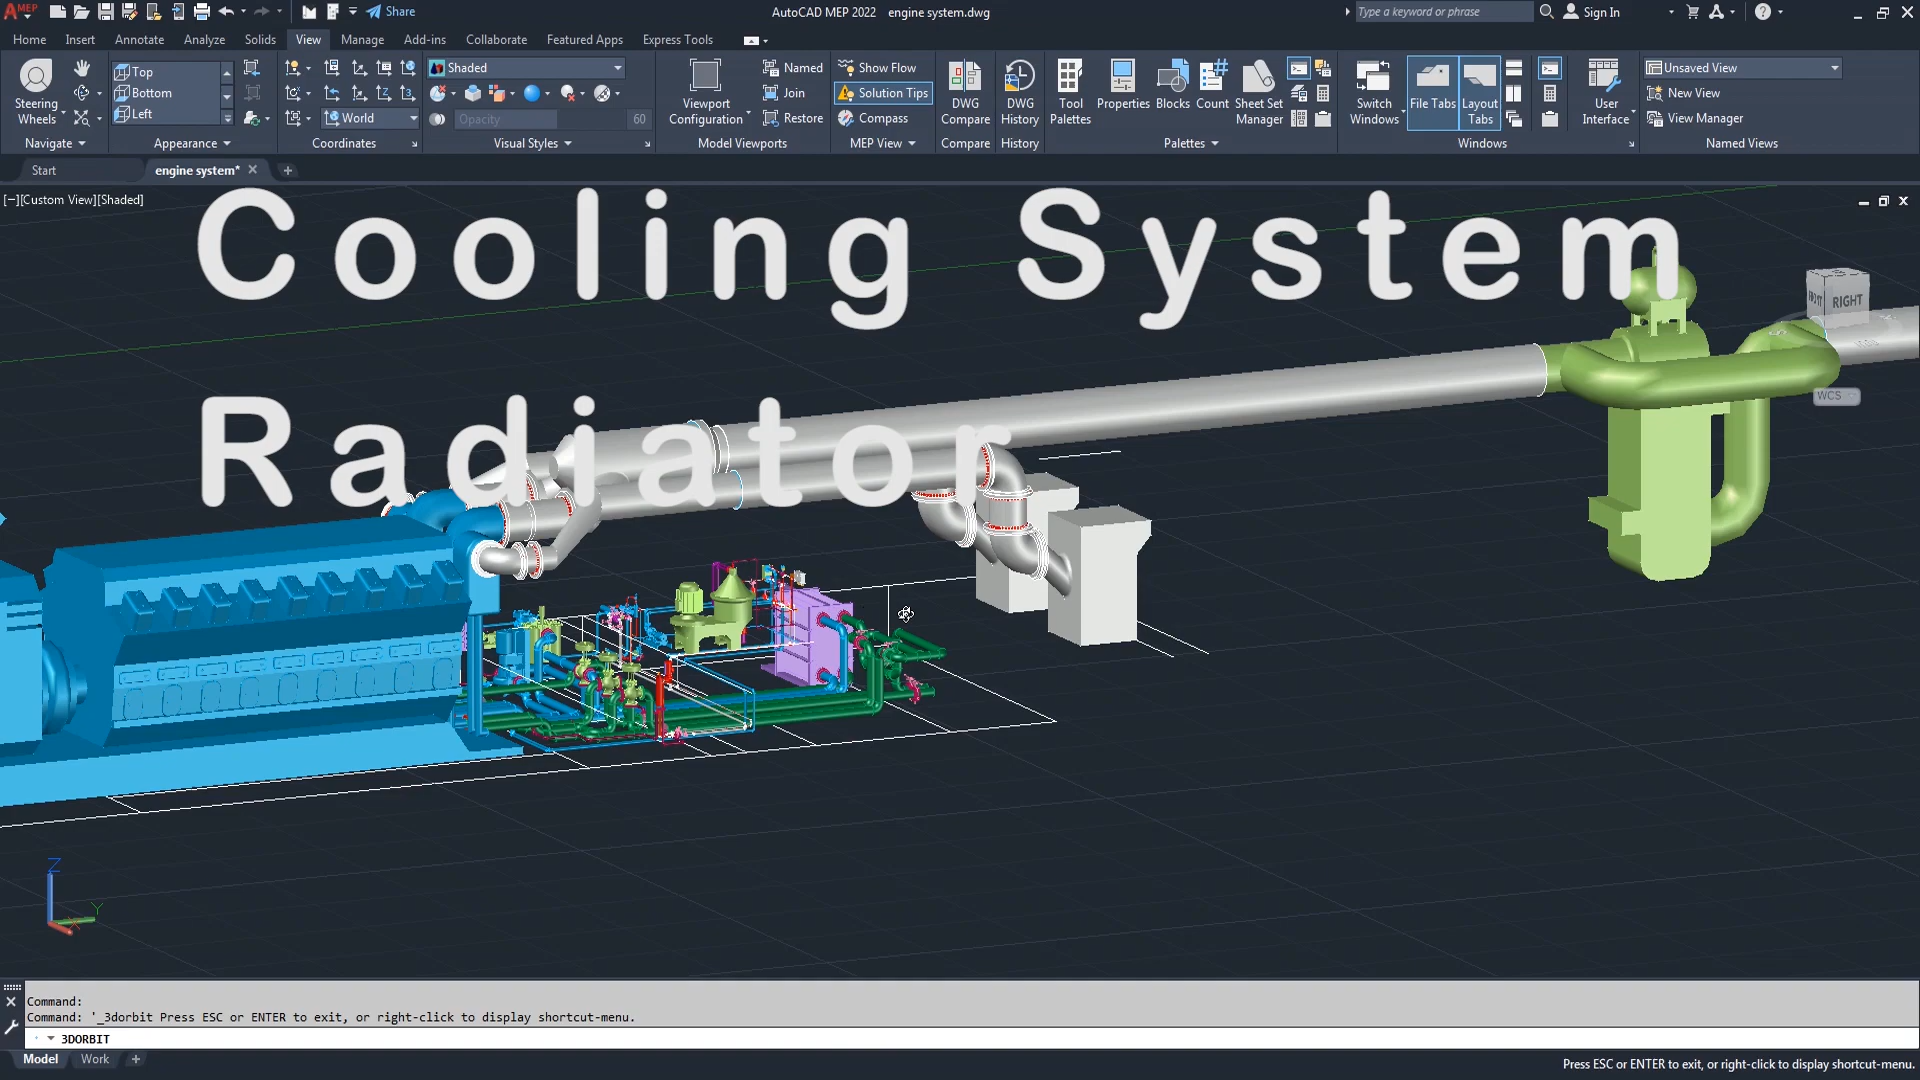 MEP
Share
AutoCAD MEP 2022 engine system.dwg
Type a keyword or phrase
Sign In
Home Insert Annotate Analyze Solids View Manage Add-ins Collaborate Featured Apps Express Tools
Steering Wheels
Navigate
Top
Bottom
Left
Appearance
World
Coordinates
Shaded
Opacity 60
Visual Styles
Viewport Configuration
Named
Join
Restore
Model Viewports
Show Flow
Solution Tips
Compass
MEP View
DWG Compare
Compare
DWG History
History
Tool Palettes
Properties
Blocks
Count
Sheet Set Manager
Palettes
Switch Windows
File Tabs
Layout Tabs
User Interface
Windows
Unsaved View
New View
View Manager
Named Views
Start engine system*
[−][Custom View][Shaded]
Cooling System
Radiator
RIGHT
WCS
Z
Y
X
Command:
Command: '_3dorbit Press ESC or ENTER to exit, or right-click to display shortcut-menu.
3DORBIT
Model Work
Press ESC or ENTER to exit, or right-click to display shortcut-menu.